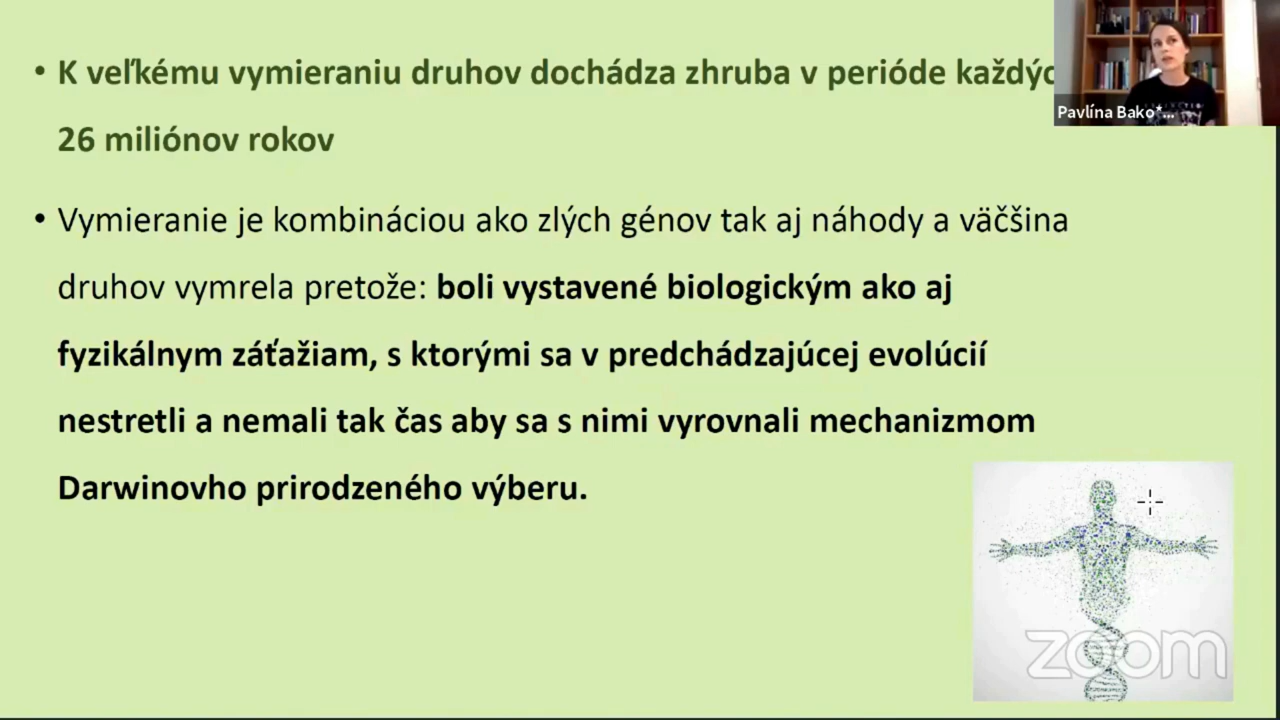 • K veľkému vymieraniu druhov dochádza zhruba v perióde každýc
26 miliónov rokov
• Vymieranie je kombináciou ako zlých génov tak aj náhody a väčšina
druhov vymrela pretože: boli vystavené biologickým ako aj
fyzikálnym záťažiam, s ktorými sa v predchádzajúcej evolúcií
nestretli a nemali tak čas aby sa s nimi vyrovnali mechanizmom
Darwinovho prirodzeného výberu.
Pavlína Bako*...
zoom